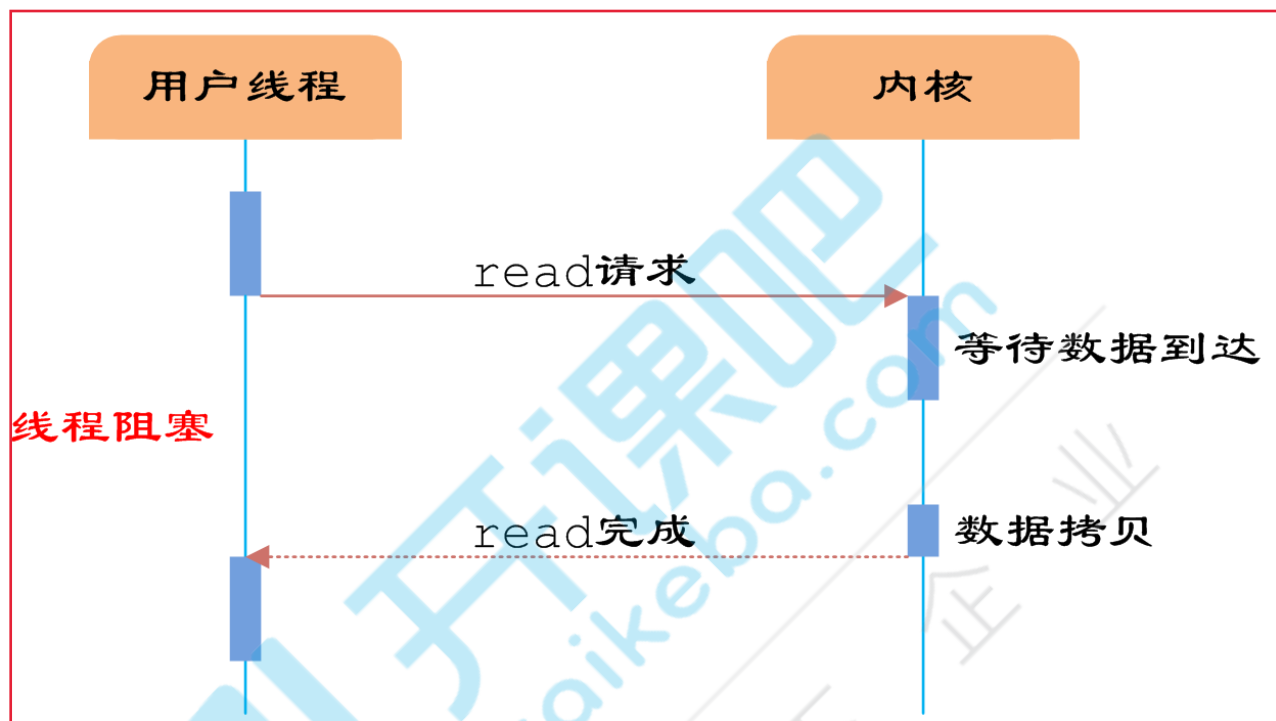 用户线程
内核
read请求
等待数据到达
线程阻塞
read完成
数据拷贝
开课吧
kaikeba.com
企业